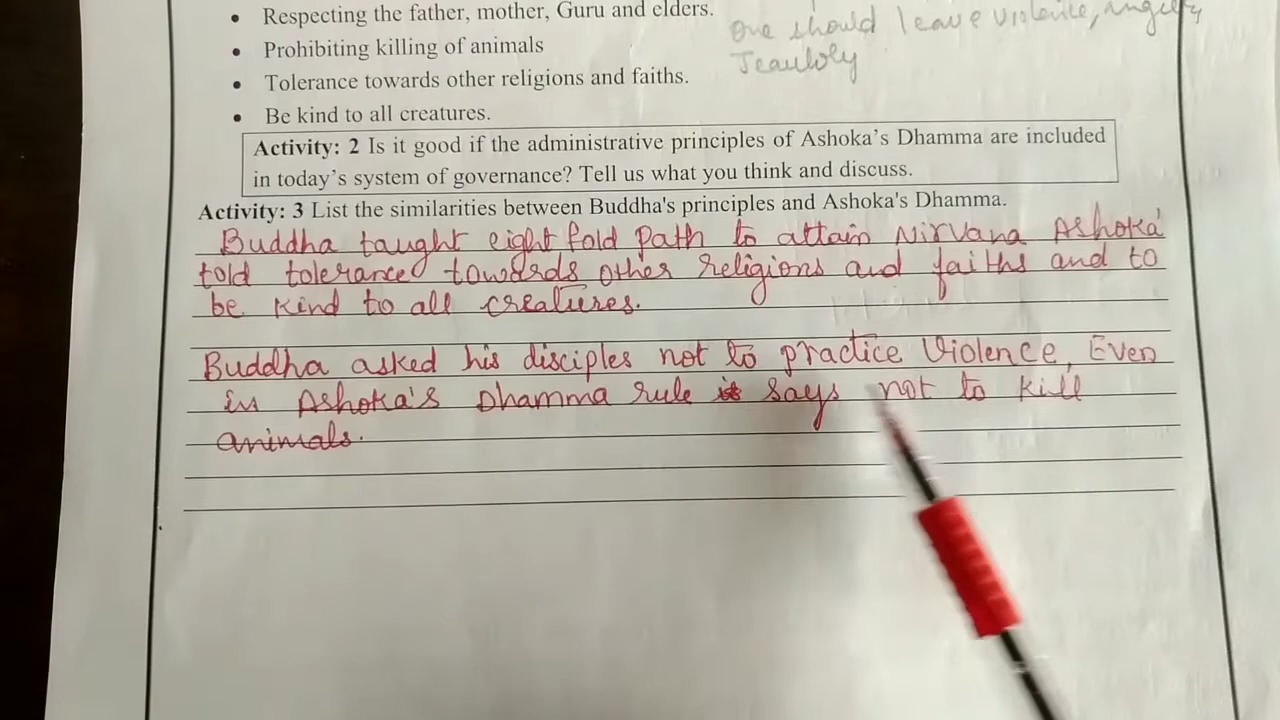 • Respecting the father, mother, Guru and elders.
One should leave violence, angry
• Prohibiting killing of animals
• Tolerance towards other religions and faiths.
• Be kind to all creatures.
Activity: 2 Is it good if the administrative principles of Ashoka's Dhamma are included
in today's system of governance? Tell us what you think and discuss.
Activity: 3 List the similarities between Buddha's principles and Ashoka's Dhamma.
Buddha taught eight fold path to attain Nirvana Ashoka
told tolerance towards other religions and faiths and to
be kind to all creatures.
Buddha asked his disciples not to practice Violence, Even
in Ashoka's Dhamma rule says not to kill
animals.